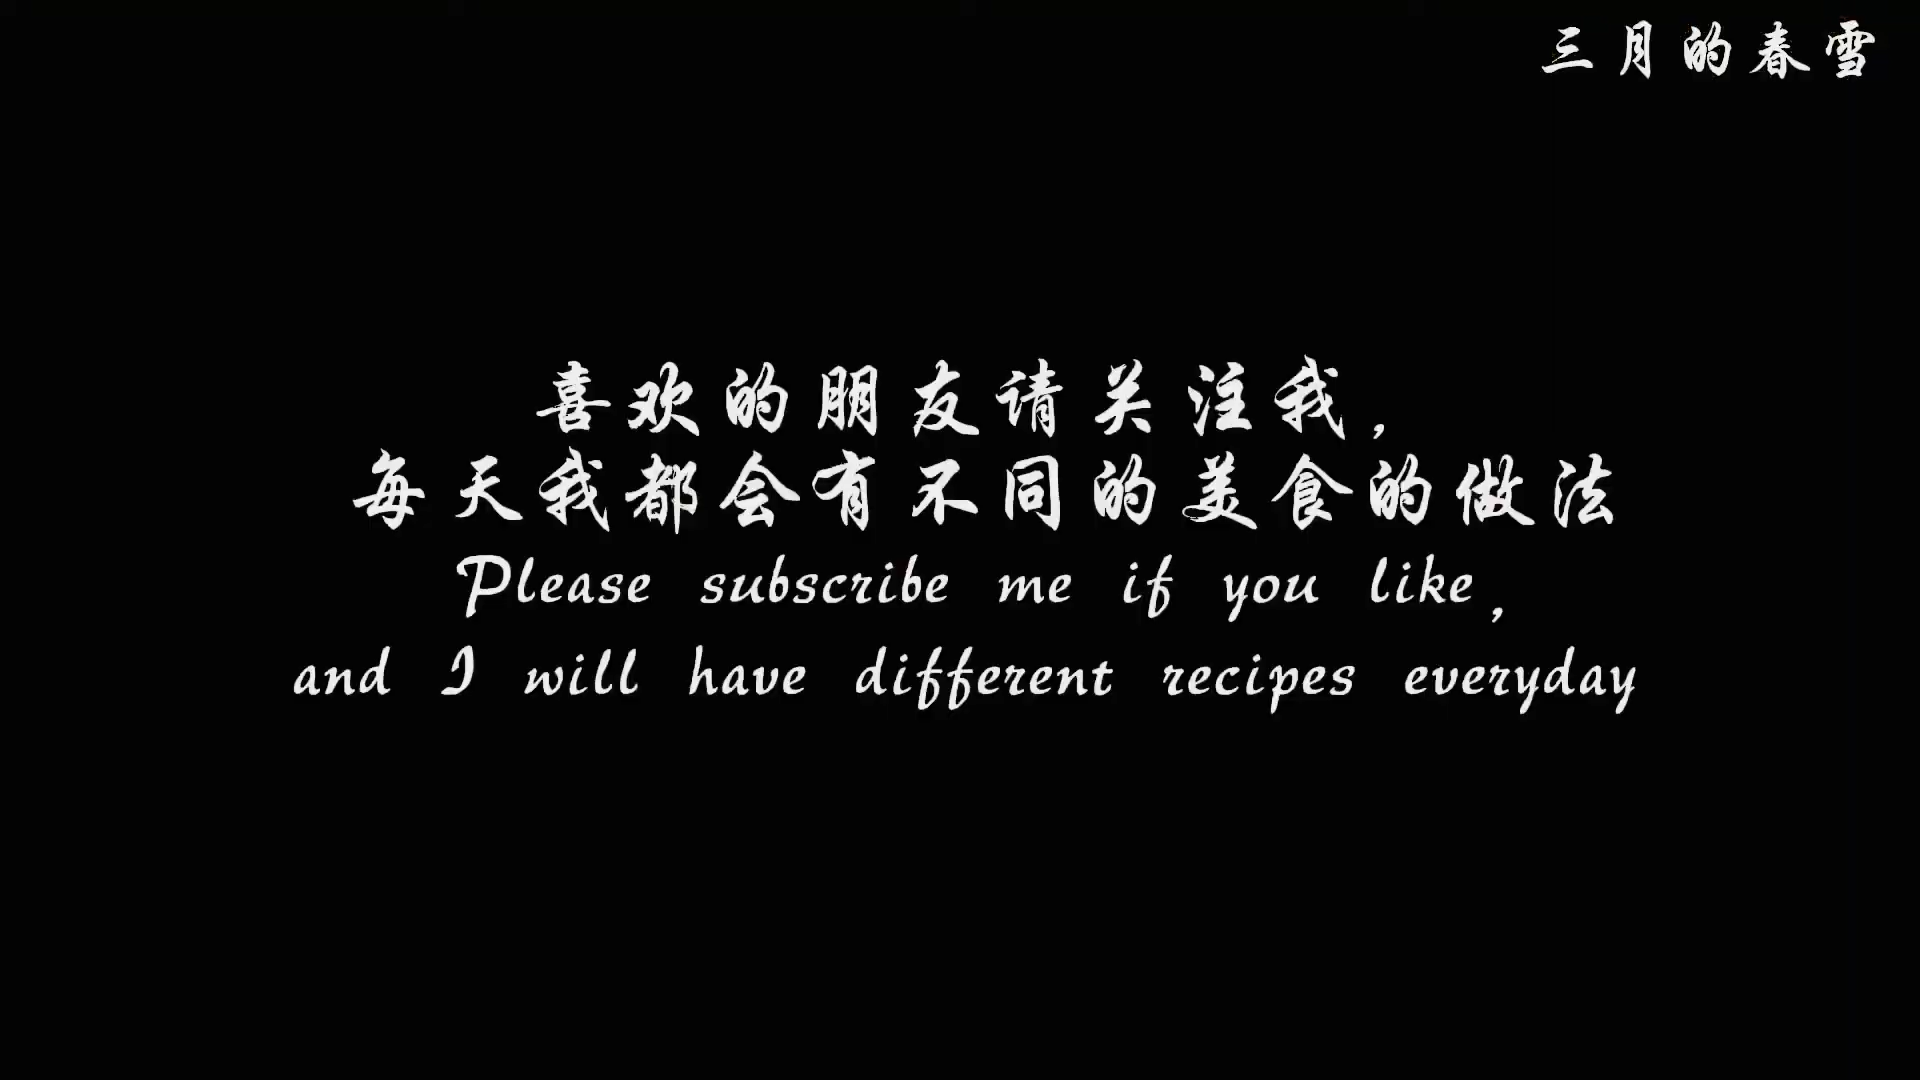 三月的春雪
喜欢的朋友请关注我，
每天我都会有不同的美食的做法
Please subscribe me if you like,
and I will have different recipes everyday